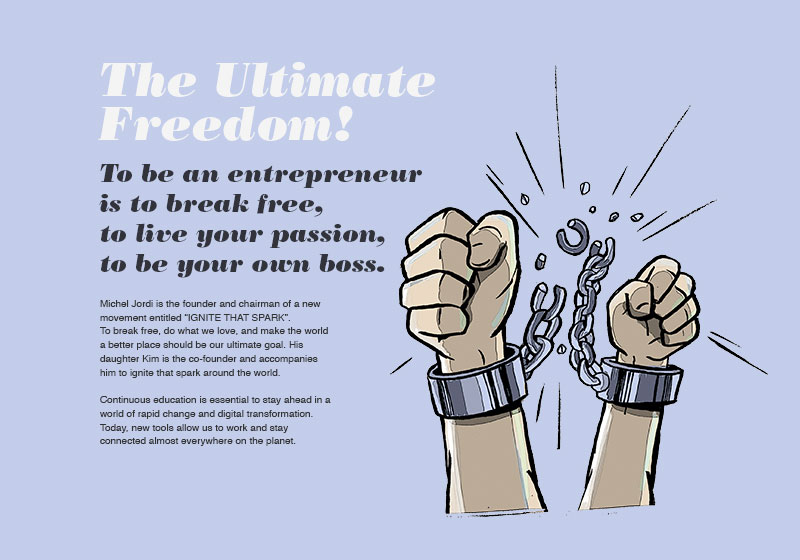 The Ultimate
Freedom!
To be an entrepreneur
is to break free,
to live your passion,
to be your own boss.
Michel Jordi is the founder and chairman of a new
movement entitled “IGNITE THAT SPARK”.
To break free, do what we love, and make the world
a better place should be our ultimate goal. His
daughter Kim is the co-founder and accompanies
him to ignite that spark around the world.
Continuous education is essential to stay ahead in a
world of rapid change and digital transformation.
Today, new tools allow us to work and stay
connected almost everywhere on the planet.